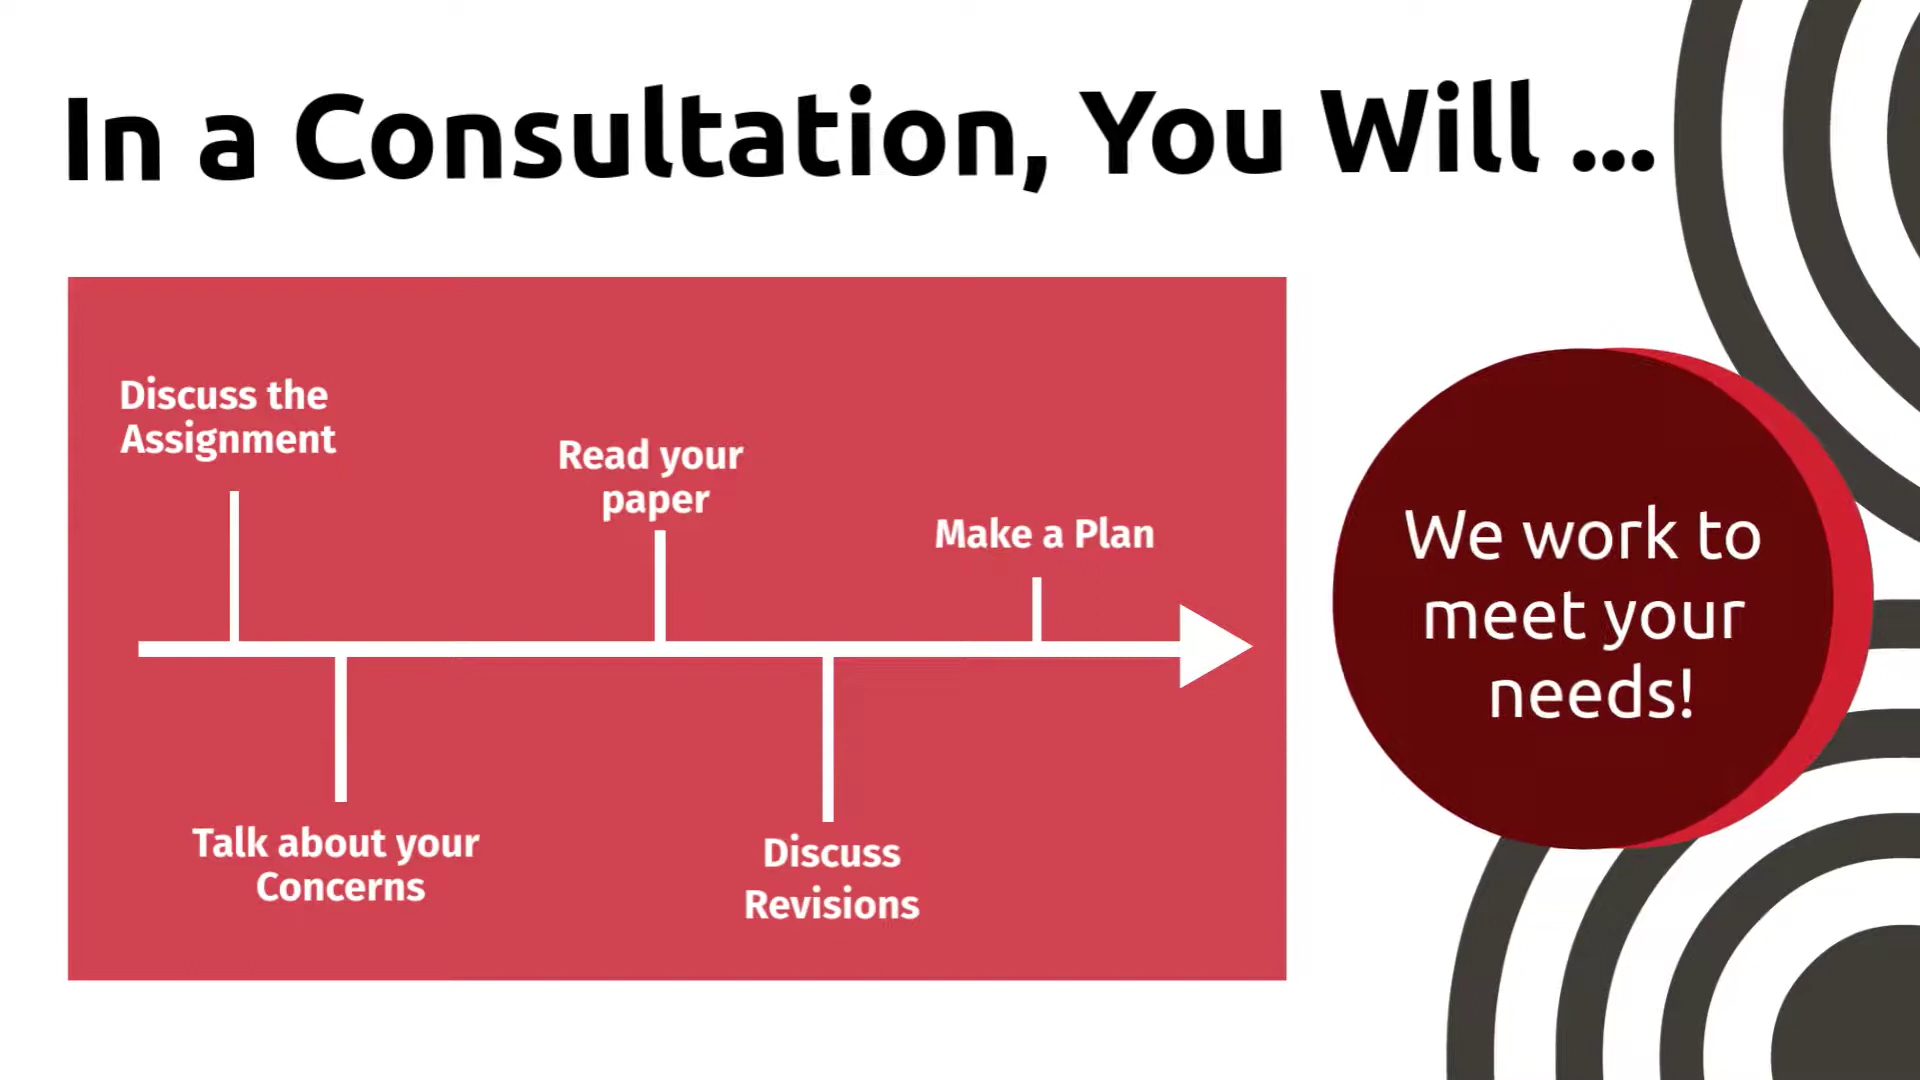 In a Consultation, You Will ...
Discuss the
Assignment
Talk about your
Concerns
Read your
paper
Discuss
Revisions
Make a Plan
We work to
meet your
needs!